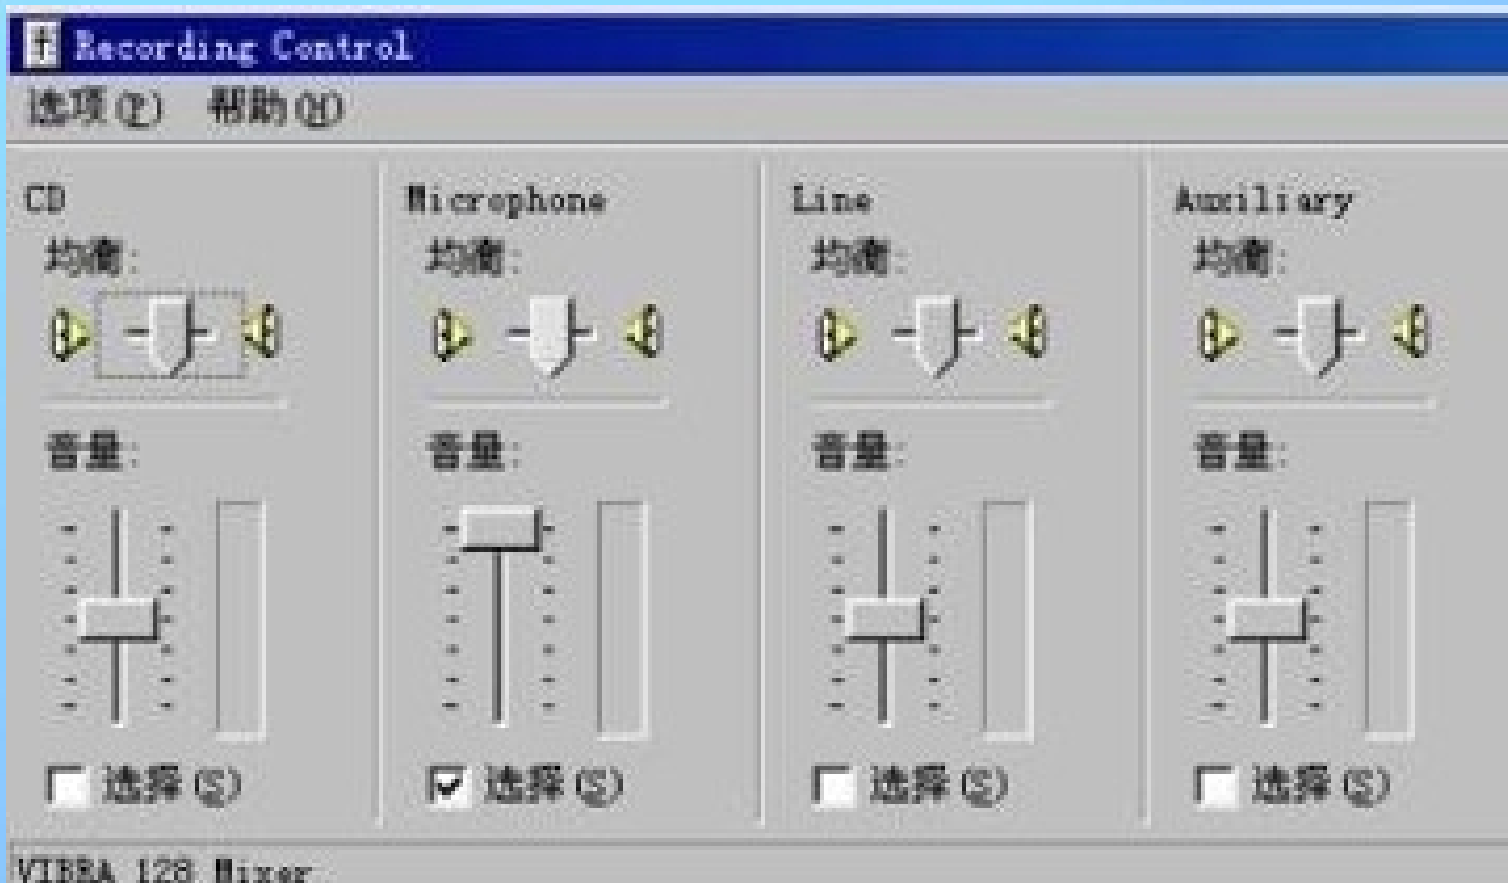 Recording Control
选项(P) 帮助(H)
CD Microphone Line Auxiliary
均衡: 均衡: 均衡: 均衡:
音量: 音量: 音量: 音量:
选择(S) 选择(S) 选择(S) 选择(S)
VIBRA 128 Mixer